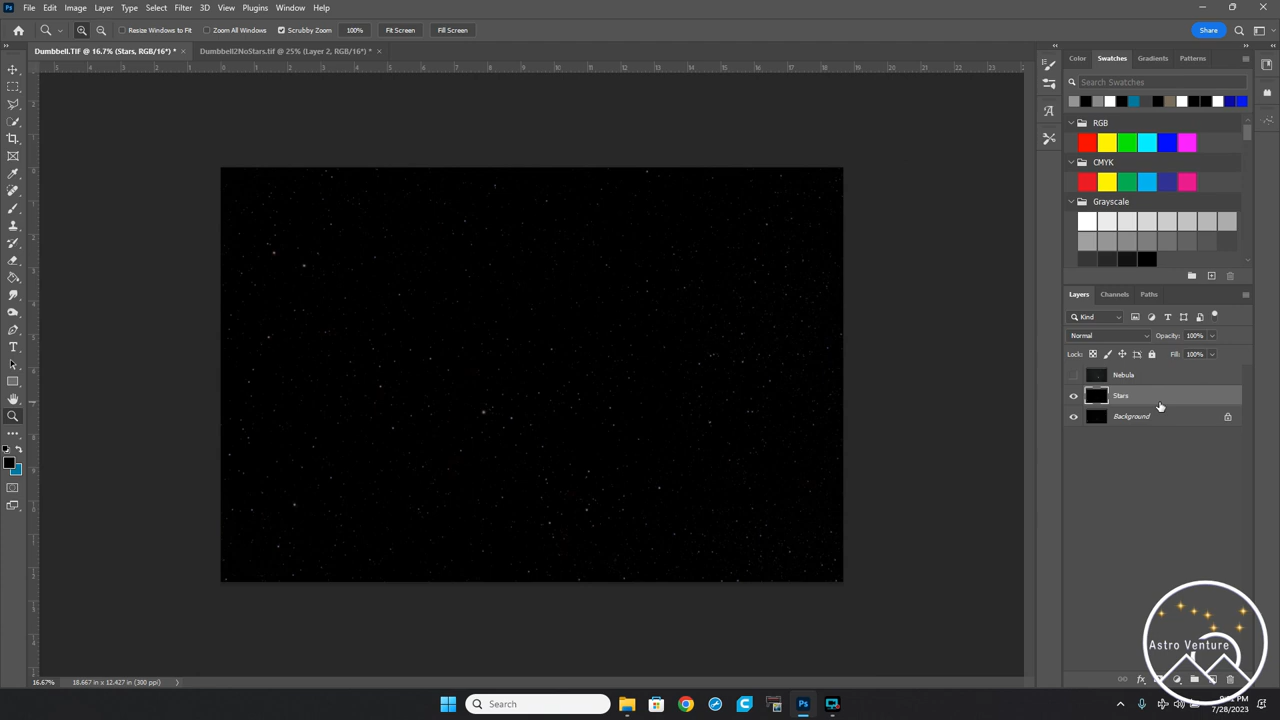 File Edit Image Layer Type Select Filter 3D View Plugins Window Help
Resize Windows to Fit Zoom All Windows Scrubby Zoom 100% Fit Screen Fill Screen Share
Dumbbell.TIF @ 16.7% (Stars, RGB/16*) * × Dumbbell2NoStars.tif @ 25% (Layer 2, RGB/16*) * ×
Color Swatches Gradients Patterns
Search Swatches
RGB
CMYK
Grayscale
Layers Channels Paths
Kind
Normal Opacity: 100%
Lock: Fill: 100%
Nebula
Stars
Background
Astro Venture
16.67% 18.667 in x 12.427 in (300 ppi)
Search
7/28/2023